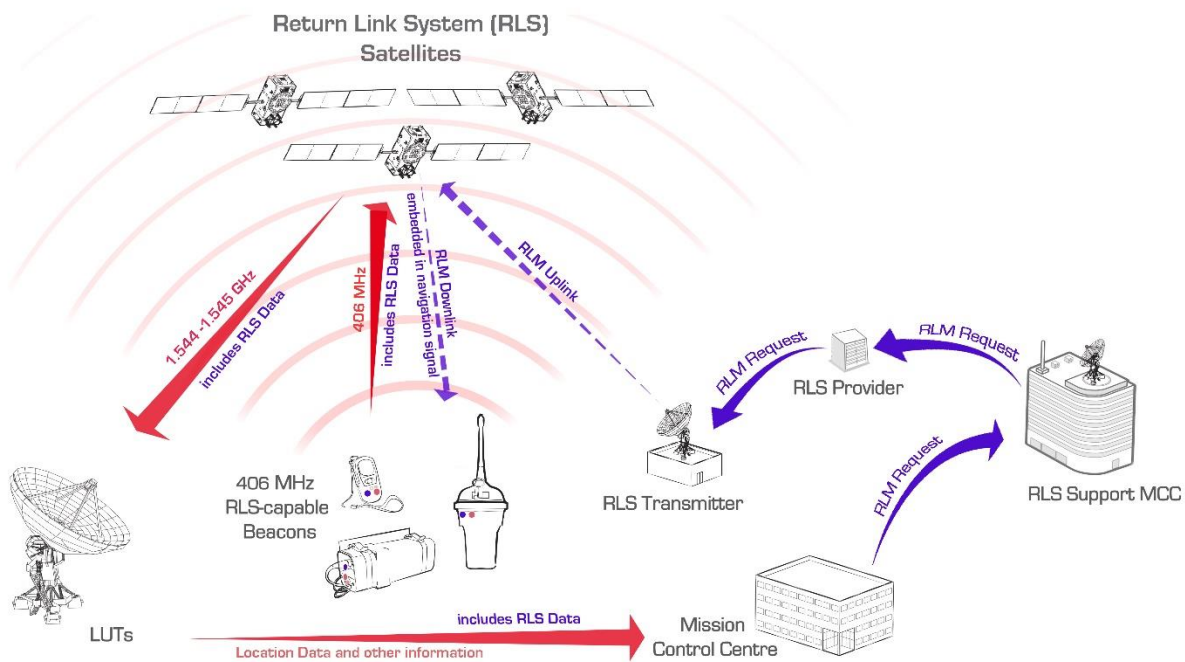 Return Link System (RLS)
Satellites
1.544 -1.545 GHz
includes RLS Data
406 MHz
includes RLS Data
RLM Downlink
embedded in navigation signal
RLM Uplink
RLM Request
RLS Provider
RLM Request
RLS Transmitter
RLM Request
RLS Support MCC
406 MHz
RLS-capable
Beacons
LUTs
includes RLS Data
Location Data and other information
Mission
Control Centre